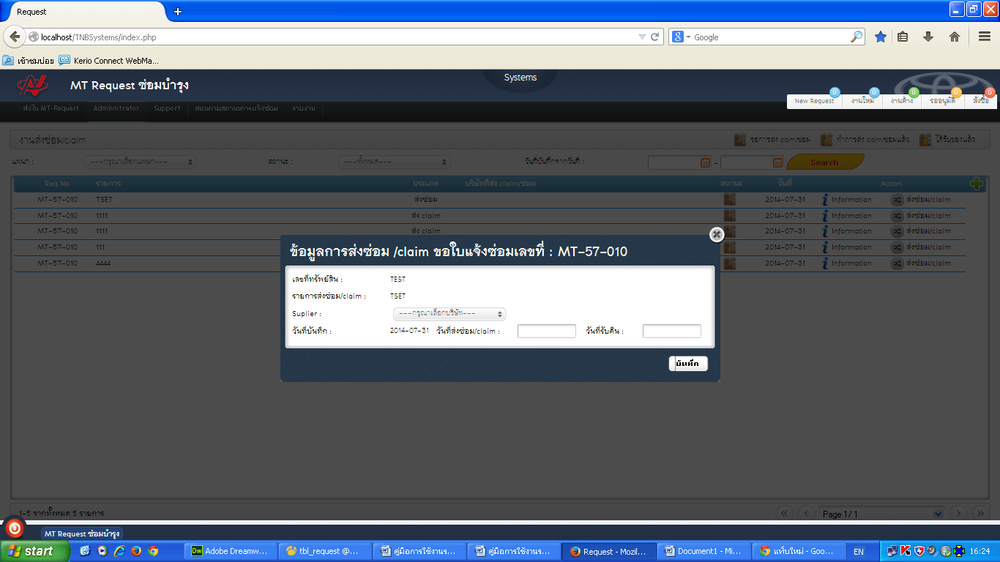 Request
localhost/TNBSystems/index.php
Google
เข้าชมบ่อย Kerio Connect WebMa...
MT Request ซ่อมบำรุง
Systems
0 0 0 0 0
New Request งานใหม่ งานค้าง รออนุมัติ สั่งซื้อ
ส่งใบ MT-Request Administrator Support สอบถามสถานะการแจ้งซ่อม รายงาน
งานส่งซ่อม/claim รอการส่ง claim/ซ่อม ทำการส่ง claim/ซ่อมแล้ว ได้รับของแล้ว
แผนก : ---กรุณาเลือกแผนก--- สถานะ : ---ทั้งหมด--- วันที่บันทึกจากวันที่ : - Search
Req No รายการ ประเภท บริษัทที่ส่ง claim/ซ่อม สถานะ วันที่ Action
MT-57-010 TSET ส่งซ่อม 2014-07-31 Information ส่งซ่อม/claim
MT-57-010 1111 ส่ง claim 2014-07-31 Information ส่งซ่อม/claim
MT-57-010 1111 ส่ง claim 2014-07-31 Information ส่งซ่อม/claim
MT-57-010 111 2014-07-31 Information ส่งซ่อม/claim
MT-57-010 4444 2014-07-31 Information ส่งซ่อม/claim
ข้อมูลการส่งซ่อม /claim ขอใบแจ้งซ่อมเลขที่ : MT-57-010
เลขที่ทรัพย์สิน : TEST
รายการส่งซ่อม/claim : TSET
Suplier : ---กรุณาเลือกบริษัท---
วันที่บันทึก : 2014-07-31 วันที่ส่งซ่อม/claim : วันที่รับคืน :
บันทึก
1-5 จากทั้งหมด 5 รายการ Page 1/1
MT Request ซ่อมบำรุง
start Adobe Dreamw... tbl_request @... คู่มือการใช้งานร... คู่มือการใช้งานร... Request - Mozil... Document1 - Mi... แท็บใหม่ - Goo... EN 16:24